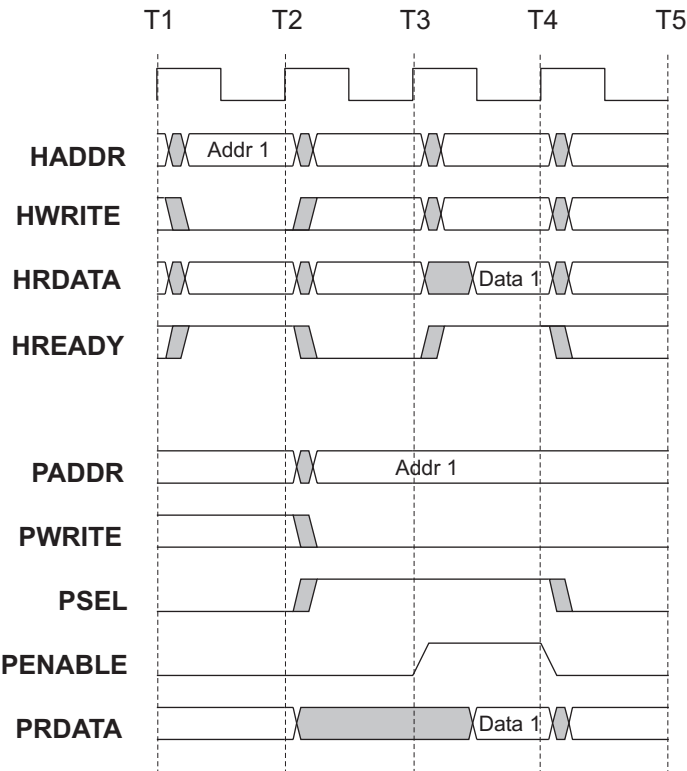 T1 T2 T3 T4 T5
HADDR Addr 1
HWRITE
HRDATA Data 1
HREADY
PADDR Addr 1
PWRITE
PSEL
PENABLE
PRDATA Data 1